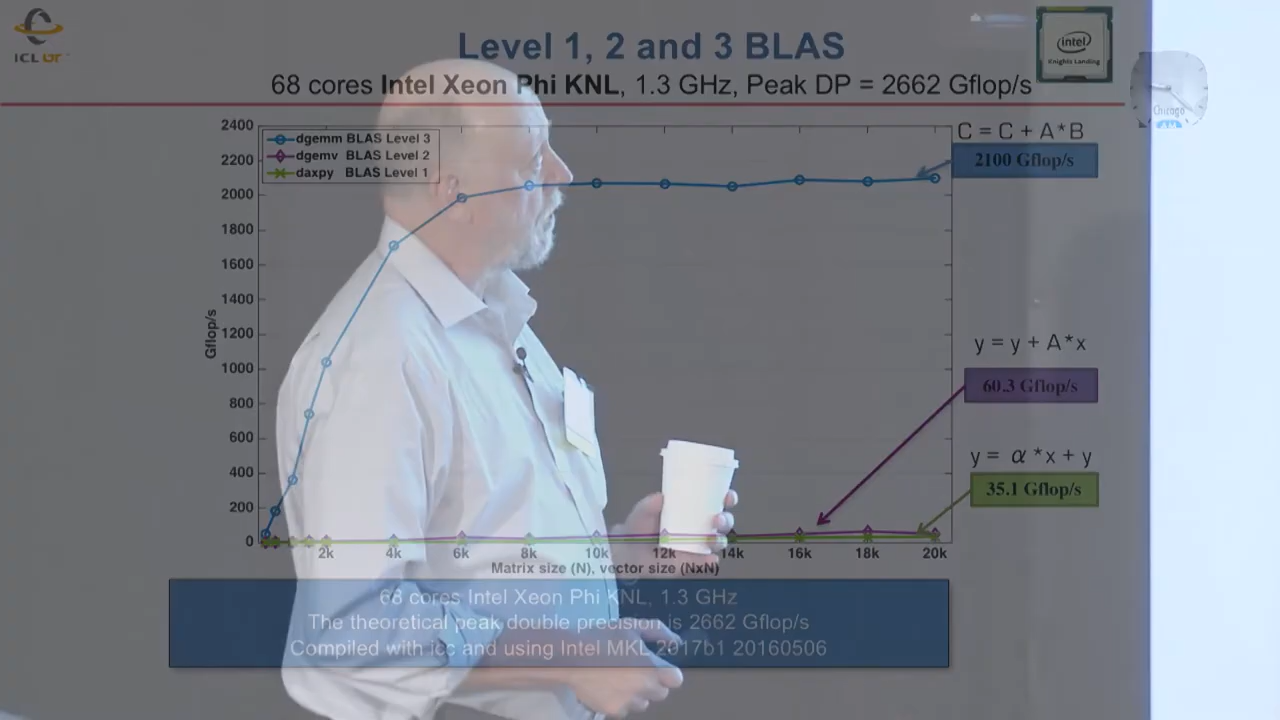 ICL UT
Level 1, 2 and 3 BLAS
intel
Knights Landing
68 cores Intel Xeon Phi KNL, 1.3 GHz, Peak DP = 2662 Gflop/s
Chicago
AM
2400
2200
2000
1800
1600
1400
1200
1000
800
600
400
200
0
Gflop/s
dgemm BLAS Level 3
dgemv BLAS Level 2
daxpy BLAS Level 1
C = C + A*B
2100 Gflop/s
y = y + A*x
60.3 Gflop/s
y = α *x + y
35.1 Gflop/s
2k 4k 6k 8k 10k 12k 14k 16k 18k 20k
Matrix size (N), vector size (NxN)
68 cores Intel Xeon Phi KNL, 1.3 GHz
The theoretical peak double precision is 2662 Gflop/s
Compiled with icc and using Intel MKL 2017b1 20160506